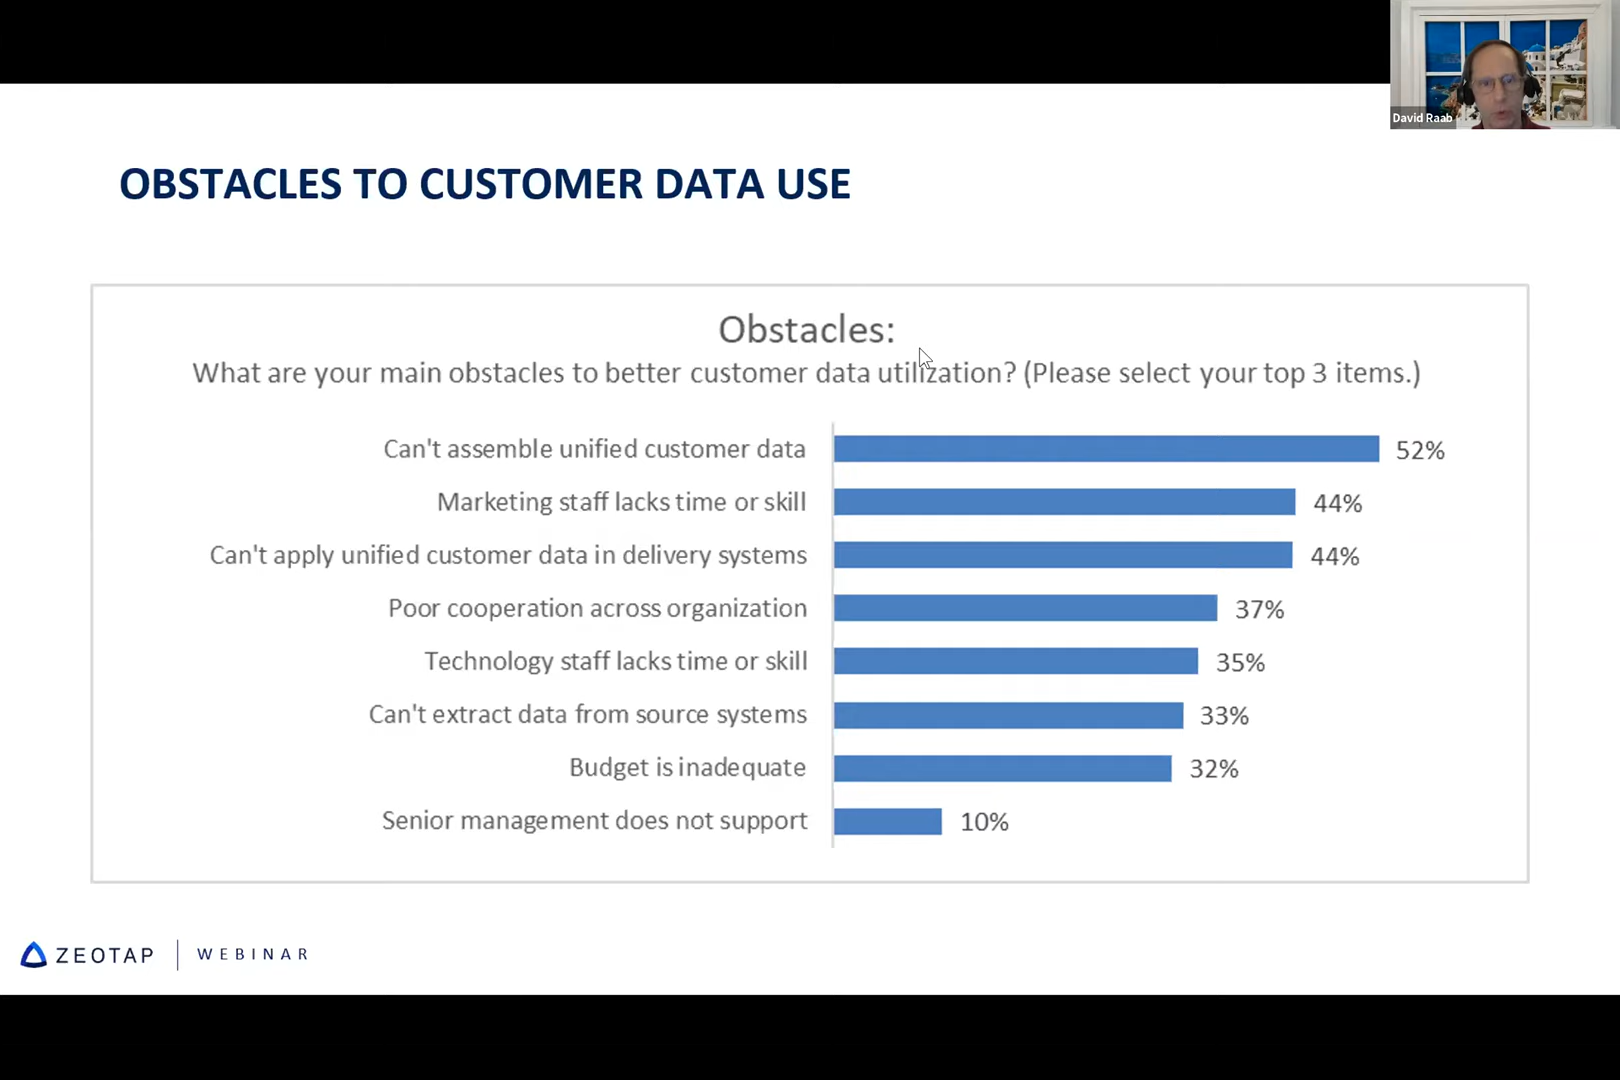 David Raab
OBSTACLES TO CUSTOMER DATA USE
Obstacles:
What are your main obstacles to better customer data utilization? (Please select your top 3 items.)
Can't assemble unified customer data 52%
Marketing staff lacks time or skill 44%
Can't apply unified customer data in delivery systems 44%
Poor cooperation across organization 37%
Technology staff lacks time or skill 35%
Can't extract data from source systems 33%
Budget is inadequate 32%
Senior management does not support 10%
ZEOTAP WEBINAR